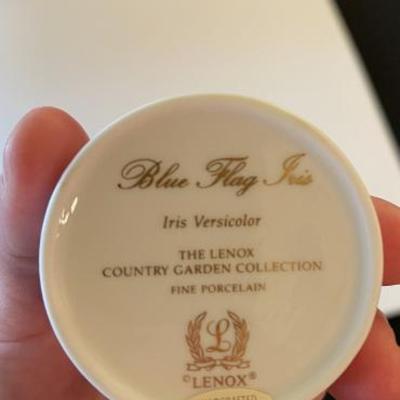 Blue Flag Iris
Iris Versicolor
THE LENOX
COUNTRY GARDEN COLLECTION
FINE PORCELAIN
L
©LENOX®